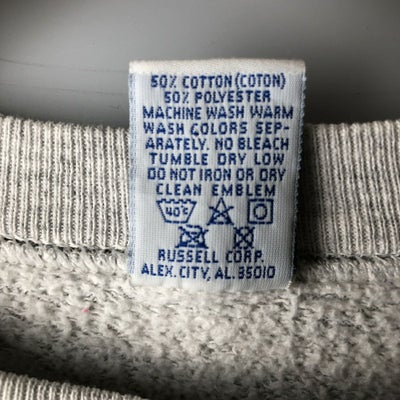 50% COTTON (COTON)
50% POLYESTER
MACHINE WASH WARM
WASH COLORS SEP-
ARATELY. NO BLEACH
TUMBLE DRY LOW
DO NOT IRON OR DRY
CLEAN EMBLEM
40°C
RUSSELL CORP.
ALEX. CITY, AL. 35010